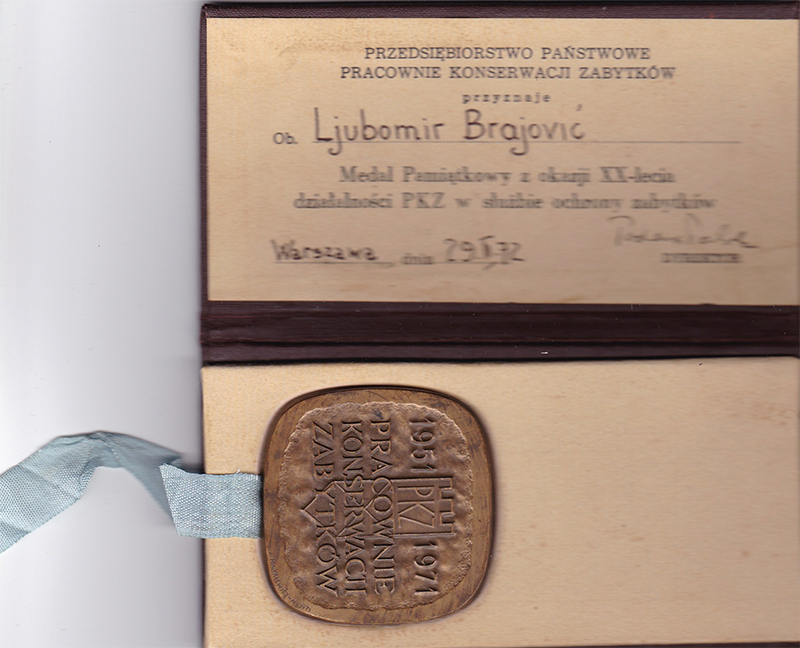 PRZEDSIĘBIORSTWO PAŃSTWOWE
PRACOWNIE KONSERWACJI ZABYTKÓW
przyznaje
Ob. Ljubomir Brajović
Medal Pamiątkowy z okazji XX-lecia
działalności PKZ w służbie ochrony zabytków
Warszawa dnia 29 72
DYREKTOR
1951 PKZ 1971
PRACOWNIE
KONSERWACJI
ZABYTKÓW